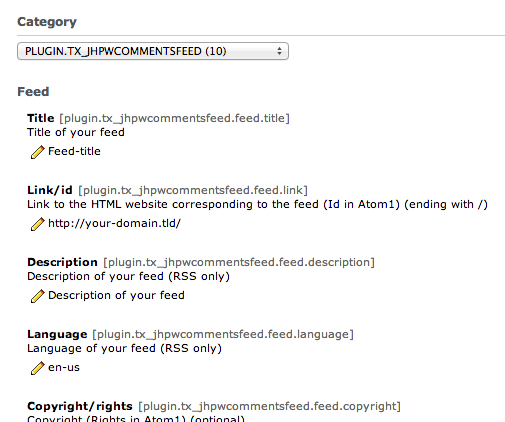 Category
PLUGIN.TX_JHPWCOMMENTSFEED (10)
Feed
Title [plugin.tx_jhpwcommentsfeed.feed.title]
Title of your feed
Feed-title
Link/id [plugin.tx_jhpwcommentsfeed.feed.link]
Link to the HTML website corresponding to the feed (Id in Atom1) (ending with /)
http://your-domain.tld/
Description [plugin.tx_jhpwcommentsfeed.feed.description]
Description of your feed (RSS only)
Description of your feed
Language [plugin.tx_jhpwcommentsfeed.feed.language]
Language of your feed (RSS only)
en-us
Copyright/rights [plugin.tx_jhpwcommentsfeed.feed.copyright]
Copyright (Rights in Atom1) (optional)